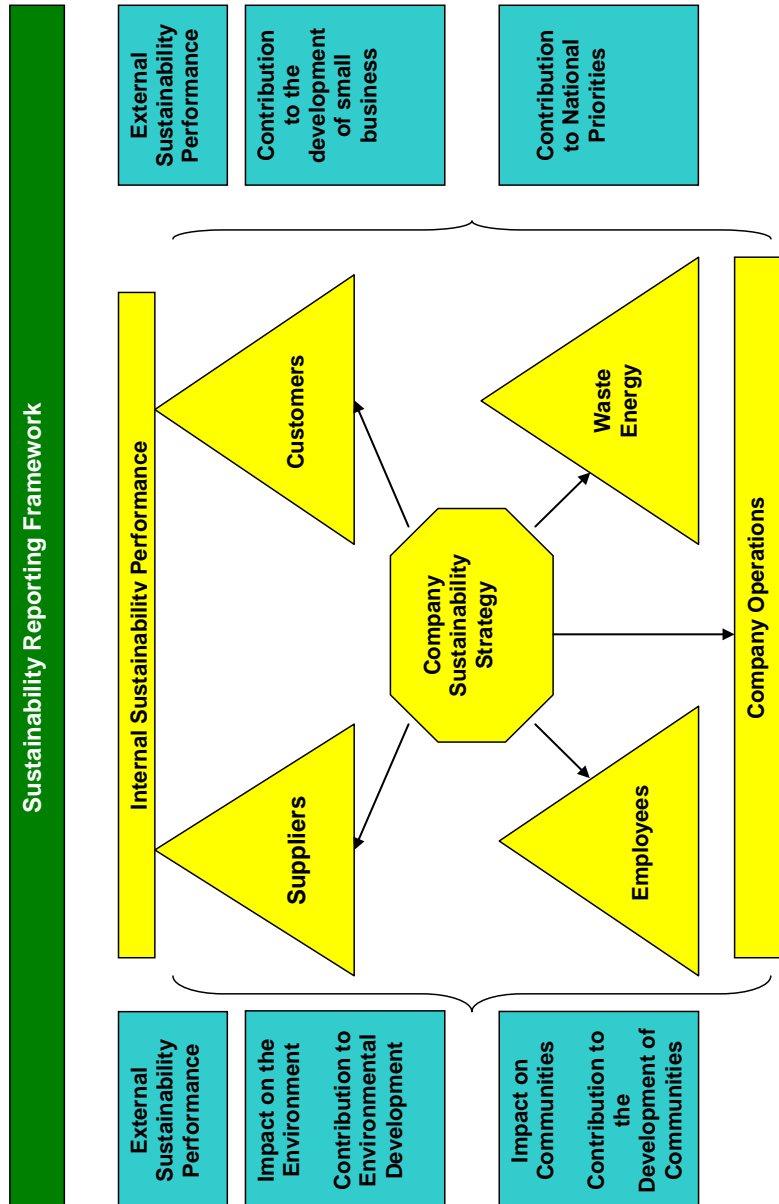 Sustainability Reporting Framework
External
Sustainability
Performance
Internal Sustainability Performance
External
Sustainability
Performance
Impact on the
Environment
Contribution to
Environmental
Development
Suppliers
Customers
Contribution
to the
development
of small
business
Company
Sustainability
Strategy
Impact on
Communities
Contribution to
the
Development of
Communities
Employees
Waste
Energy
Contribution
to National
Priorities
Company Operations